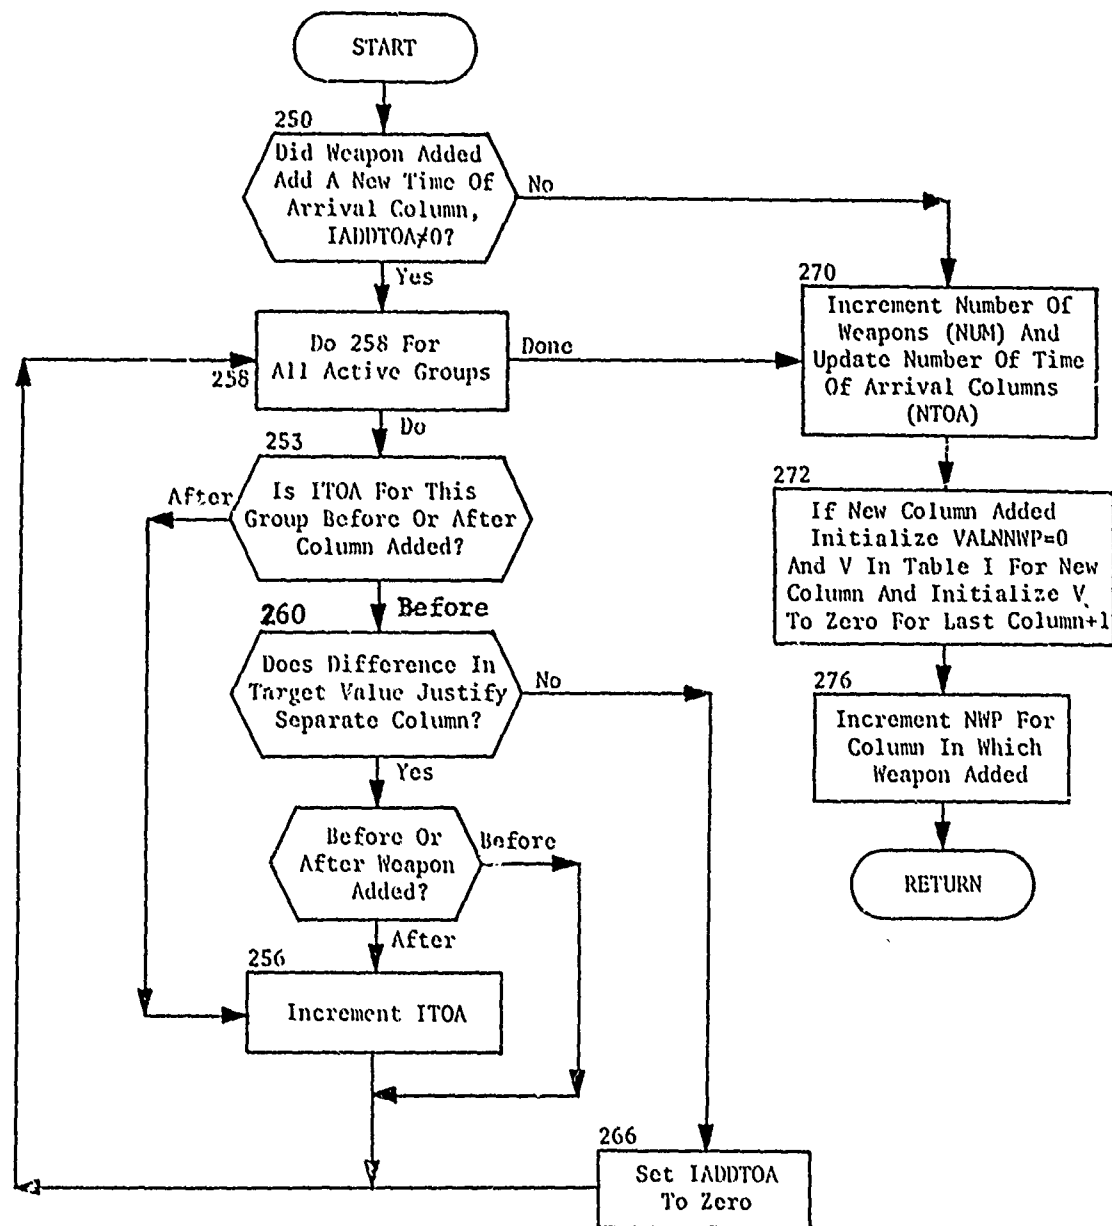 START
250
Did Weapon Added
Add A New Time Of
Arrival Column,
IADDTOA≠0?
No
Yes
270
Increment Number Of
Weapons (NUM) And
Update Number Of Time
Of Arrival Columns
(NTOA)
Do 258 For
All Active Groups
258
Done
Do
253
Is ITOA For This
Group Before Or After
Column Added?
After
Before
272
If New Column Added
Initialize VALNNWP=0
And V In Table I For New
Column And Initialize V
To Zero For Last Column+1
260
Does Difference In
Target Value Justify
Separate Column?
No
Yes
276
Increment NWP For
Column In Which
Weapon Added
Before Or
After Weapon
Added?
Before
After
RETURN
256
Increment ITOA
266
Set IADDTOA
To Zero